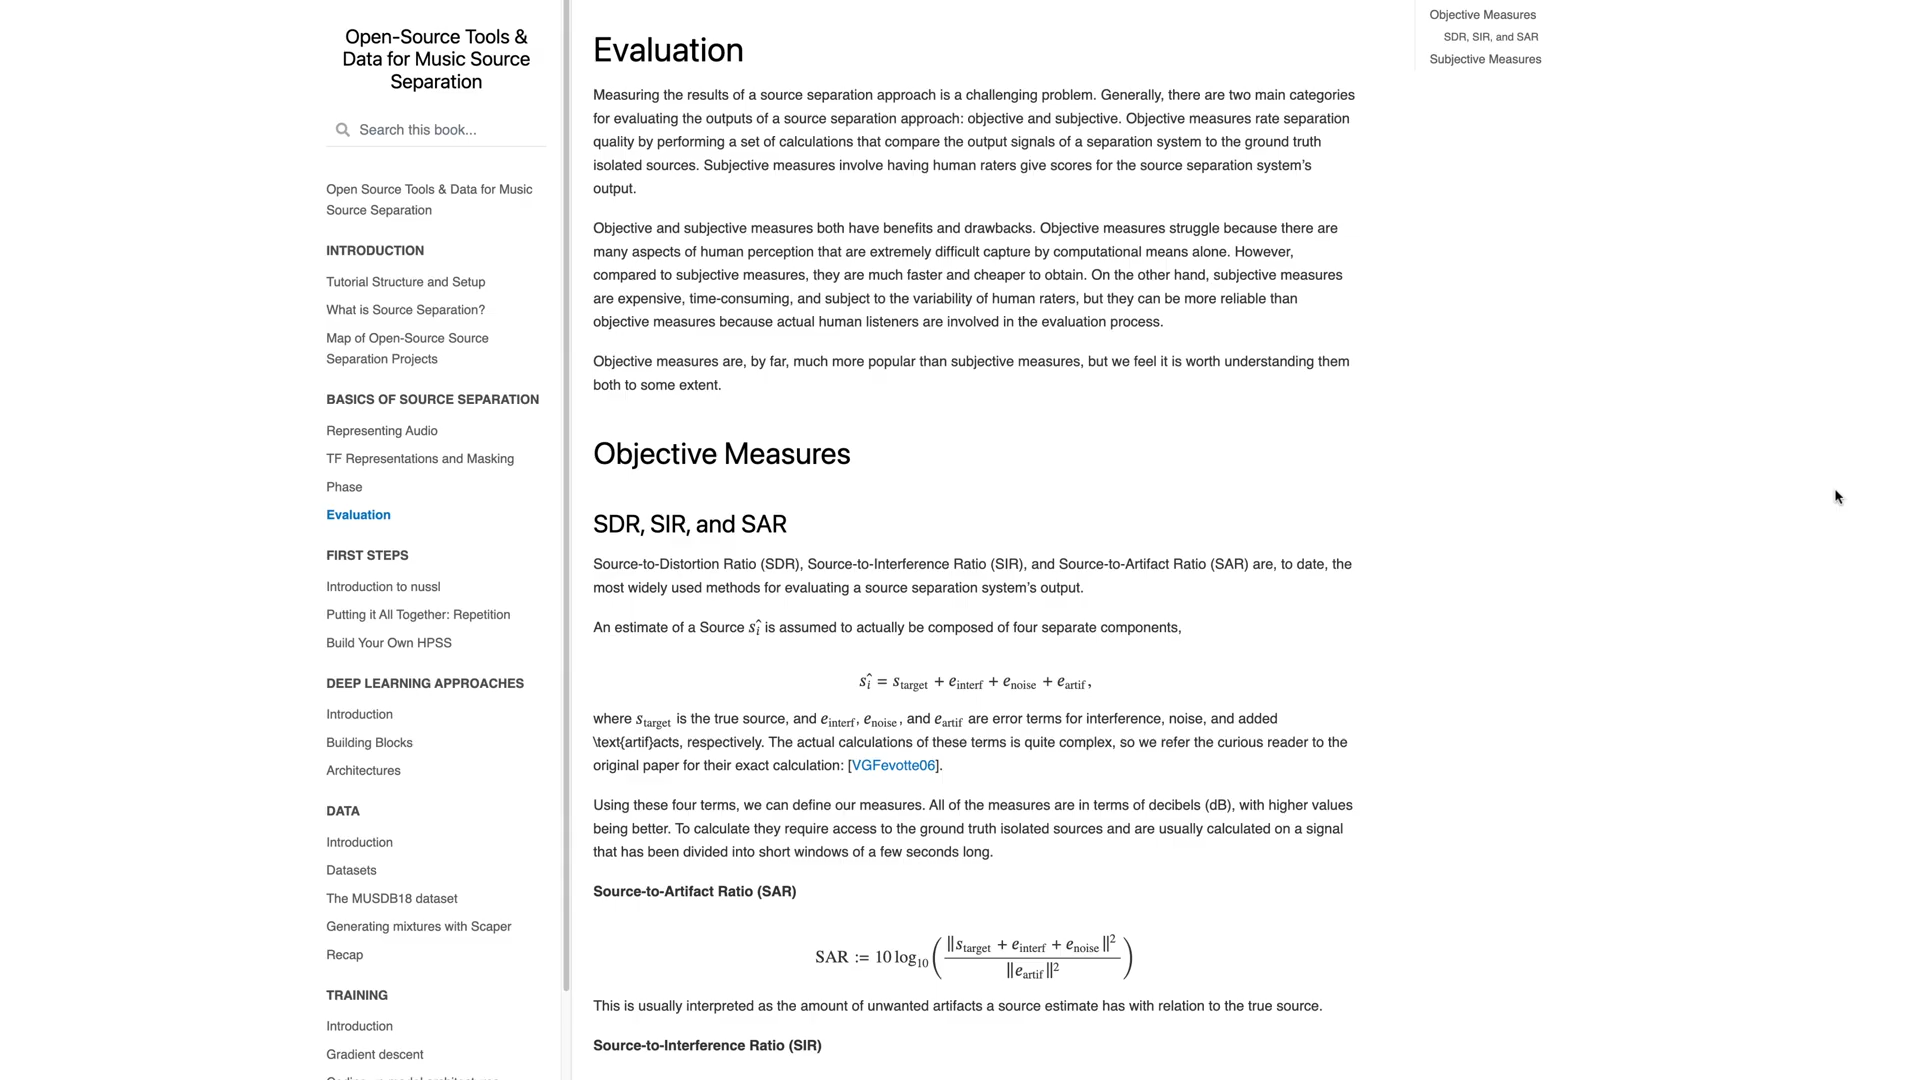 Open-Source Tools &
Data for Music Source
Separation
Search this book...
Open Source Tools & Data for Music
Source Separation
INTRODUCTION
Tutorial Structure and Setup
What is Source Separation?
Map of Open-Source Source
Separation Projects
BASICS OF SOURCE SEPARATION
Representing Audio
TF Representations and Masking
Phase
Evaluation
FIRST STEPS
Introduction to nussl
Putting it All Together: Repetition
Build Your Own HPSS
DEEP LEARNING APPROACHES
Introduction
Building Blocks
Architectures
DATA
Introduction
Datasets
The MUSDB18 dataset
Generating mixtures with Scaper
Recap
TRAINING
Introduction
Gradient descent
Evaluation
Measuring the results of a source separation approach is a challenging problem. Generally, there are two main categories
for evaluating the outputs of a source separation approach: objective and subjective. Objective measures rate separation
quality by performing a set of calculations that compare the output signals of a separation system to the ground truth
isolated sources. Subjective measures involve having human raters give scores for the source separation system's
output.
Objective and subjective measures both have benefits and drawbacks. Objective measures struggle because there are
many aspects of human perception that are extremely difficult capture by computational means alone. However,
compared to subjective measures, they are much faster and cheaper to obtain. On the other hand, subjective measures
are expensive, time-consuming, and subject to the variability of human raters, but they can be more reliable than
objective measures because actual human listeners are involved in the evaluation process.
Objective measures are, by far, much more popular than subjective measures, but we feel it is worth understanding them
both to some extent.
Objective Measures
SDR, SIR, and SAR
Source-to-Distortion Ratio (SDR), Source-to-Interference Ratio (SIR), and Source-to-Artifact Ratio (SAR) are, to date, the
most widely used methods for evaluating a source separation system's output.
An estimate of a Source ŝ_i is assumed to actually be composed of four separate components,
ŝ_i = s_target + e_interf + e_noise + e_artif,
where s_target is the true source, and e_interf, e_noise, and e_artif are error terms for interference, noise, and added
\text{artif}acts, respectively. The actual calculations of these terms is quite complex, so we refer the curious reader to the
original paper for their exact calculation: [VGFevotte06].
Using these four terms, we can define our measures. All of the measures are in terms of decibels (dB), with higher values
being better. To calculate they require access to the ground truth isolated sources and are usually calculated on a signal
that has been divided into short windows of a few seconds long.
Source-to-Artifact Ratio (SAR)
SAR := 10 log₁₀ ( ‖s_target + e_interf + e_noise‖² / ‖e_artif‖² )
This is usually interpreted as the amount of unwanted artifacts a source estimate has with relation to the true source.
Source-to-Interference Ratio (SIR)
Objective Measures
SDR, SIR, and SAR
Subjective Measures